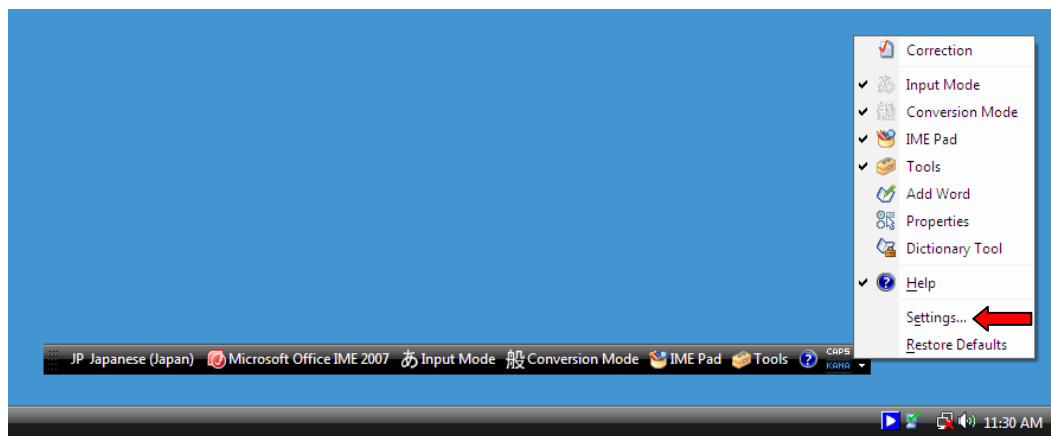 Correction
あ Input Mode
般 Conversion Mode
IME Pad
Tools
Add Word
Properties
Dictionary Tool
? Help
Settings...
Restore Defaults
JP Japanese (Japan) Microsoft Office IME 2007 あ Input Mode 般 Conversion Mode IME Pad Tools ? CAPS
KANA
11:30 AM